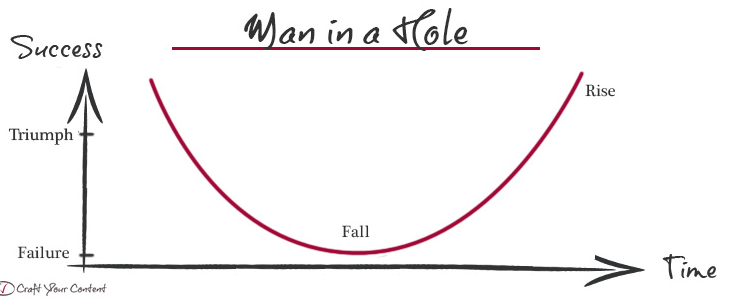 Man in a Hole
Success
Rise
Triumph
Fall
Failure
Time
Craft Your Content